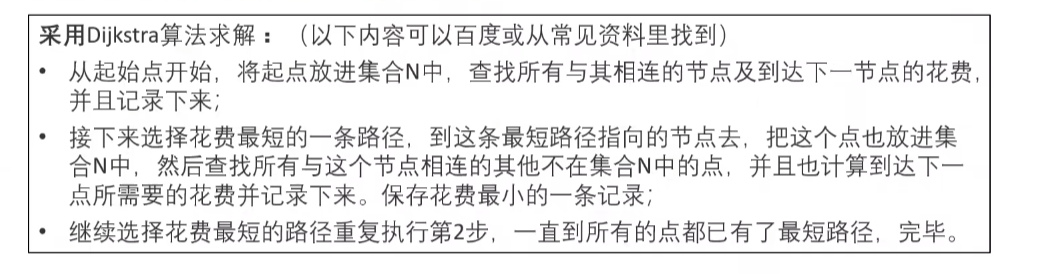 采用Dijkstra算法求解：（以下内容可以百度或从常见资料里找到）
• 从起始点开始，将起点放进集合N中，查找所有与其相连的节点及到达下一节点的花费，
并且记录下来；
• 接下来选择花费最短的一条路径，到这条最短路径指向的节点去，把这个点也放进集
合N中，然后查找所有与这个节点相连的其他不在集合N中的点，并且也计算到达下一
点所需要的花费并记录下来。保存花费最小的一条记录；
• 继续选择花费最短的路径重复执行第2步，一直到所有的点都已有了最短路径，完毕。